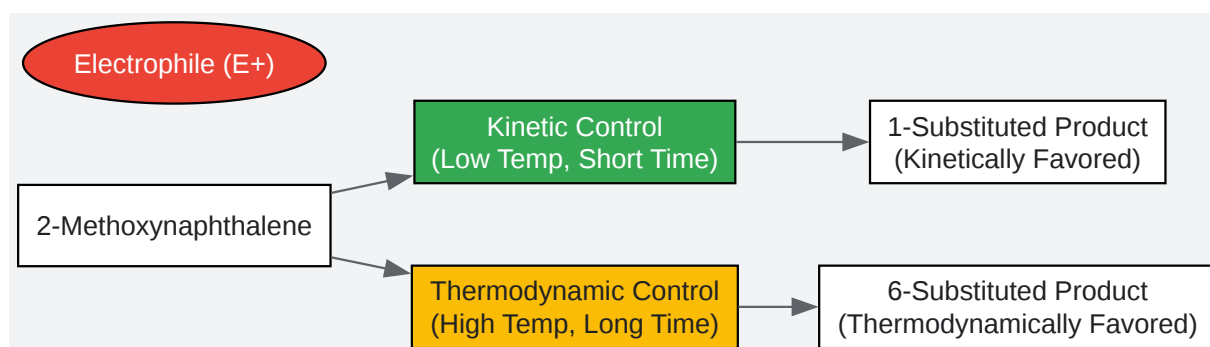 Electrophile (E+)
Kinetic Control
(Low Temp, Short Time)
1-Substituted Product
(Kinetically Favored)
2-Methoxynaphthalene
Thermodynamic Control
(High Temp, Long Time)
6-Substituted Product
(Thermodynamically Favored)